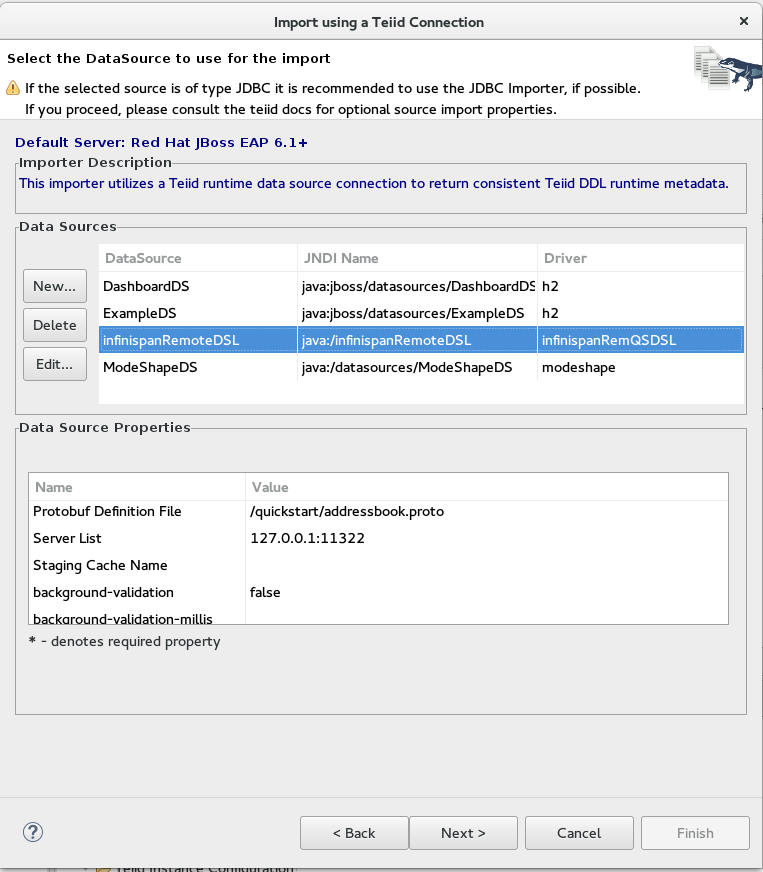 Import using a Teiid Connection
Select the DataSource to use for the import
If the selected source is of type JDBC it is recommended to use the JDBC Importer, if possible.
If you proceed, please consult the teiid docs for optional source import properties.
Default Server: Red Hat JBoss EAP 6.1+
Importer Description
This importer utilizes a Teiid runtime data source connection to return consistent Teiid DDL runtime metadata.
Data Sources
DataSource JNDI Name Driver
New... DashboardDS java:jboss/datasources/DashboardDS h2
ExampleDS java:jboss/datasources/ExampleDS h2
Delete infinispanRemoteDSL java:/infinispanRemoteDSL infinispanRemQSDSL
Edit... ModeShapeDS java:/datasources/ModeShapeDS modeshape
Data Source Properties
Name Value
Protobuf Definition File /quickstart/addressbook.proto
Server List 127.0.0.1:11322
Staging Cache Name
background-validation false
background-validation-millis
* - denotes required property
? < Back Next > Cancel Finish
Teiid Instance Configuration